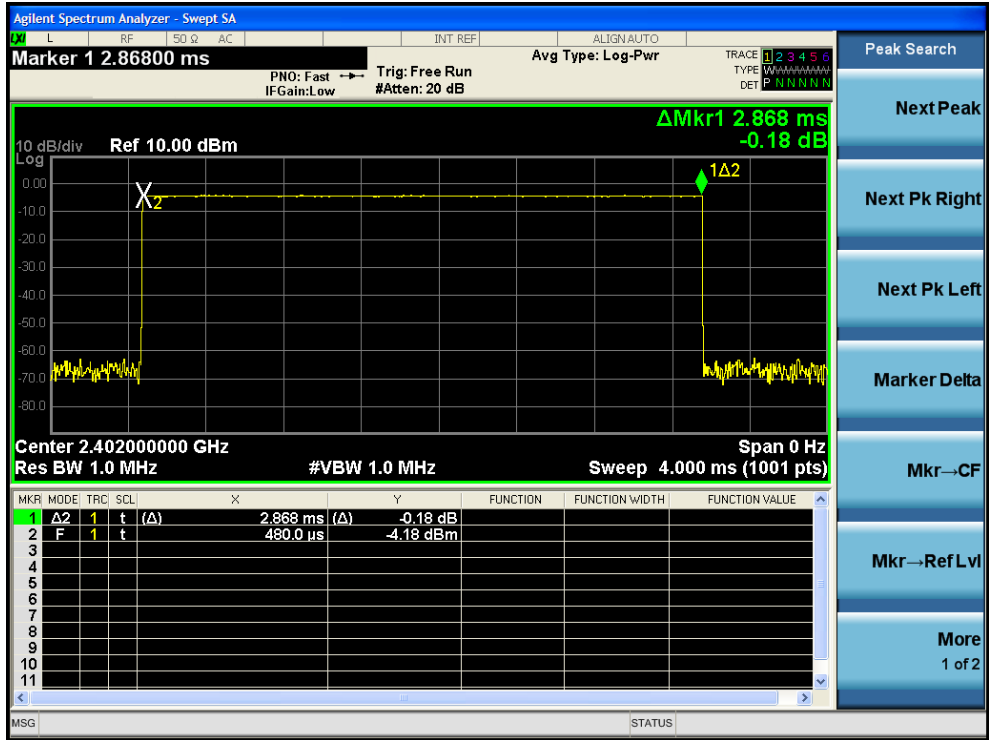 Agilent Spectrum Analyzer - Swept SA
LXI L RF 50 Ω AC INT REF ALIGN AUTO
Marker 1 2.86800 ms
PNO: Fast
IFGain:Low
Trig: Free Run
#Atten: 20 dB
Avg Type: Log-Pwr
TRACE 1 2 3 4 5 6
TYPE
DET P N N N N N
ΔMkr1 2.868 ms
-0.18 dB
10 dB/div Ref 10.00 dBm
Log
0.00
-10.0
-20.0
-30.0
-40.0
-50.0
-60.0
-70.0
-80.0
X2
1Δ2
Center 2.402000000 GHz Span 0 Hz
Res BW 1.0 MHz #VBW 1.0 MHz Sweep 4.000 ms (1001 pts)
MKR MODE TRC SCL X Y FUNCTION FUNCTION WIDTH FUNCTION VALUE
1 Δ2 1 t (Δ) 2.868 ms (Δ) -0.18 dB
2 F 1 t 480.0 µs -4.18 dBm
3
4
5
6
7
8
9
10
11
MSG STATUS
Peak Search
Next Peak
Next Pk Right
Next Pk Left
Marker Delta
Mkr→CF
Mkr→Ref Lvl
More
1 of 2